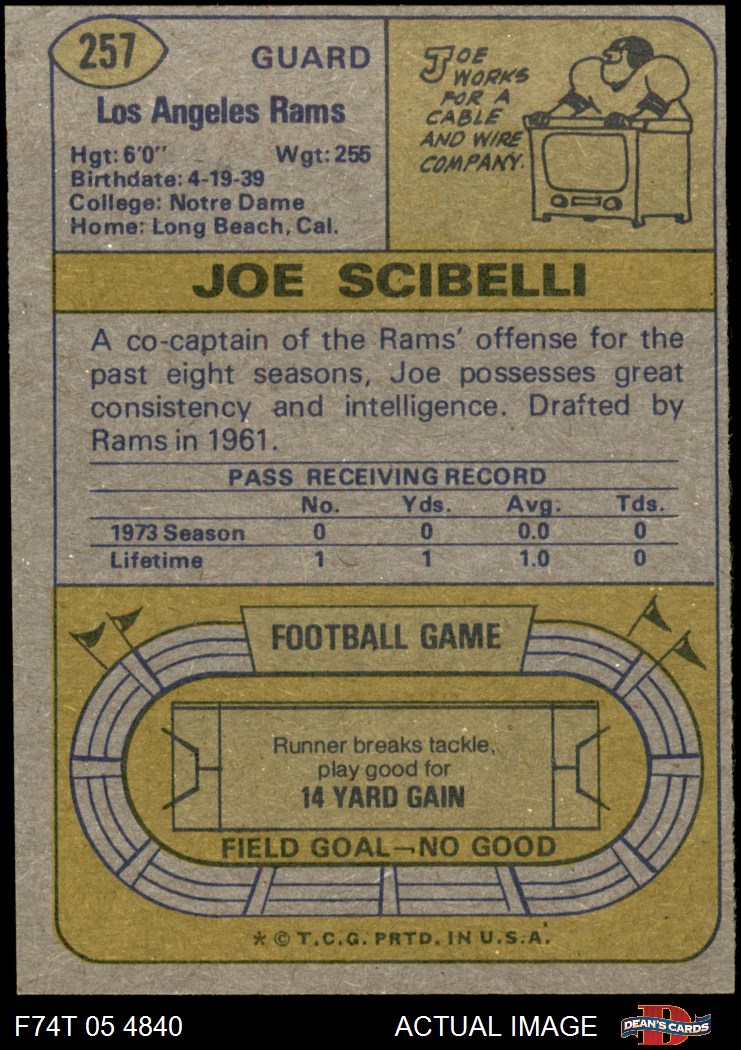 257
GUARD
Los Angeles Rams
Hgt: 6'0" Wgt: 255
Birthdate: 4-19-39
College: Notre Dame
Home: Long Beach, Cal.
JOE
WORKS
FOR A
CABLE
AND WIRE
COMPANY.
JOE SCIBELLI
A co-captain of the Rams' offense for the
past eight seasons, Joe possesses great
consistency and intelligence. Drafted by
Rams in 1961.
PASS RECEIVING RECORD
No. Yds. Avg. Tds.
1973 Season 0 0 0.0 0
Lifetime 1 1 1.0 0
FOOTBALL GAME
Runner breaks tackle,
play good for
14 YARD GAIN
FIELD GOAL—NO GOOD
* © T.C.G. PRTD. IN U.S.A.
F74T 05 4840 ACTUAL IMAGE D DEAN'S CARDS